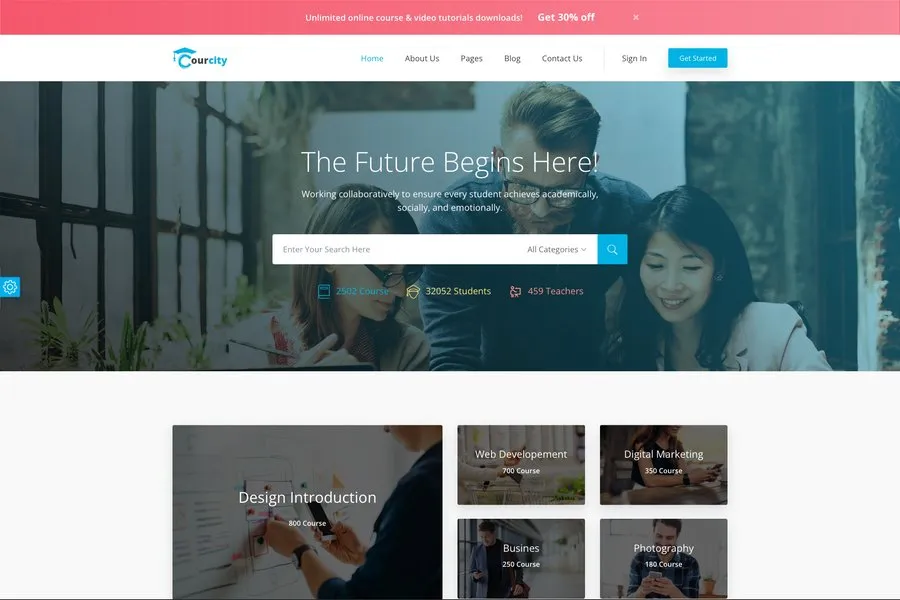 Unlimited online course & video tutorials downloads! Get 30% off ×
Courcity
Home About Us Pages Blog Contact Us Sign In Get Started
The Future Begins Here!
Working collaboratively to ensure every student achieves academically,
socially, and emotionally.
Enter Your Search Here All Categories
2502 Course 32052 Students 459 Teachers
Design Introduction
800 Course
Web Developement
700 Course
Digital Marketing
350 Course
Busines
250 Course
Photography
180 Course